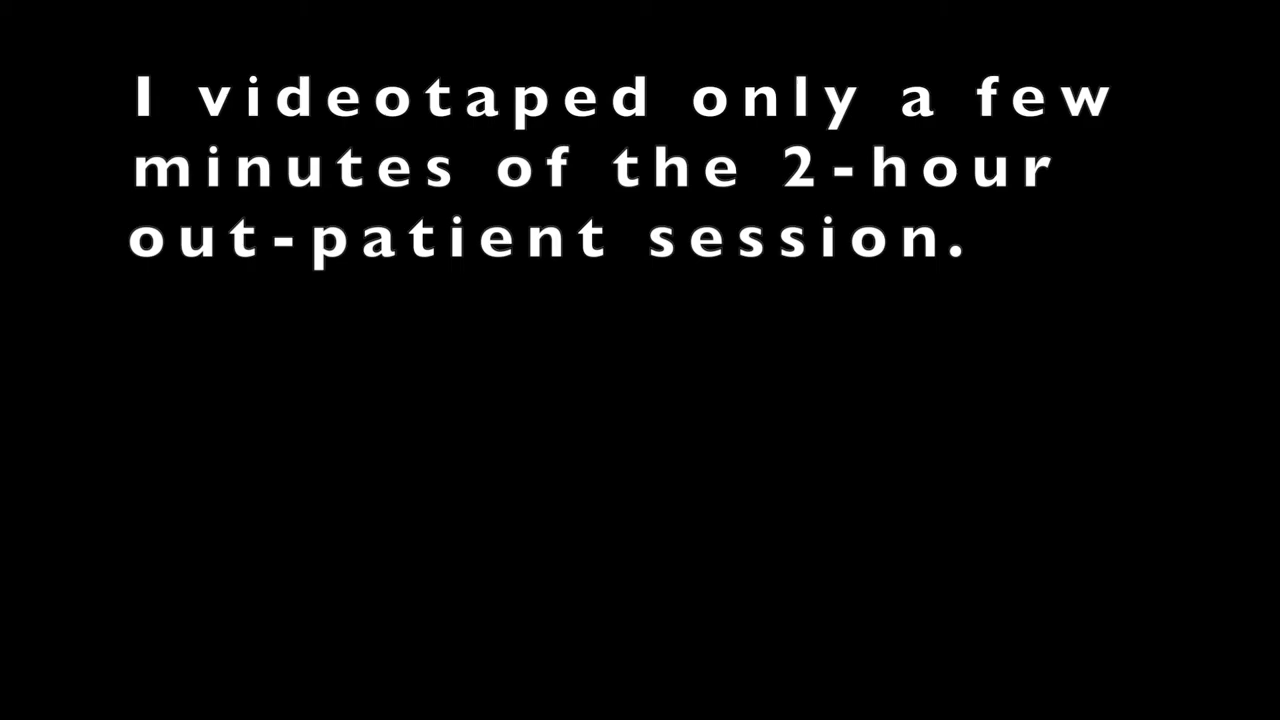 I videotaped only a few
minutes of the 2-hour
out-patient session.